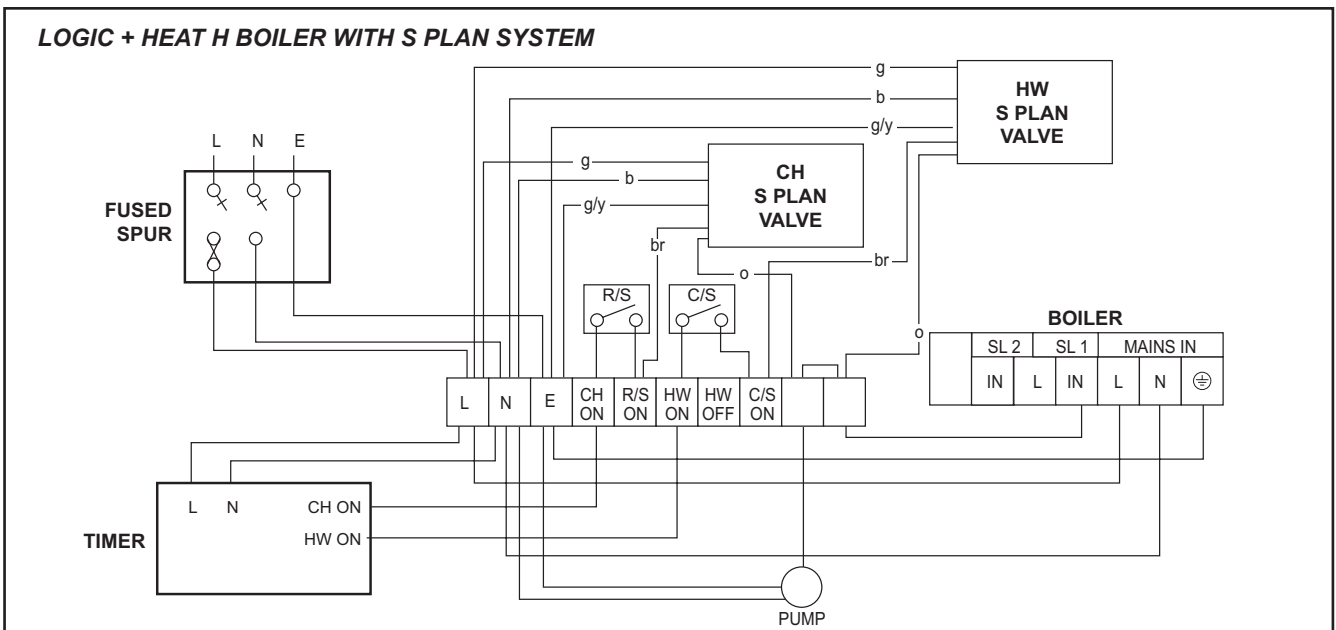 LOGIC + HEAT H BOILER WITH S PLAN SYSTEM
g
b
g/y
HW
S PLAN
VALVE
L N E
FUSED
SPUR
g
b
g/y
CH
S PLAN
VALVE
br
o
br
R/S
C/S
o
BOILER
SL 2 SL 1 MAINS IN
IN L IN L N
L N E CH ON R/S ON HW ON HW OFF C/S ON
L N CH ON
HW ON
TIMER
PUMP